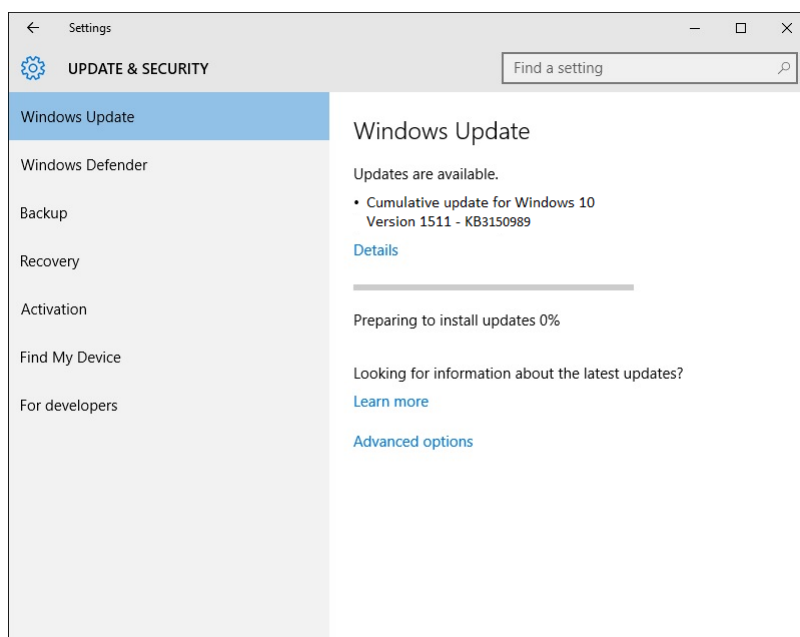 Settings
UPDATE & SECURITY
Find a setting
Windows Update
Windows Defender
Backup
Recovery
Activation
Find My Device
For developers
Windows Update
Updates are available.
• Cumulative update for Windows 10
Version 1511 - KB3150989
Details
Preparing to install updates 0%
Looking for information about the latest updates?
Learn more
Advanced options